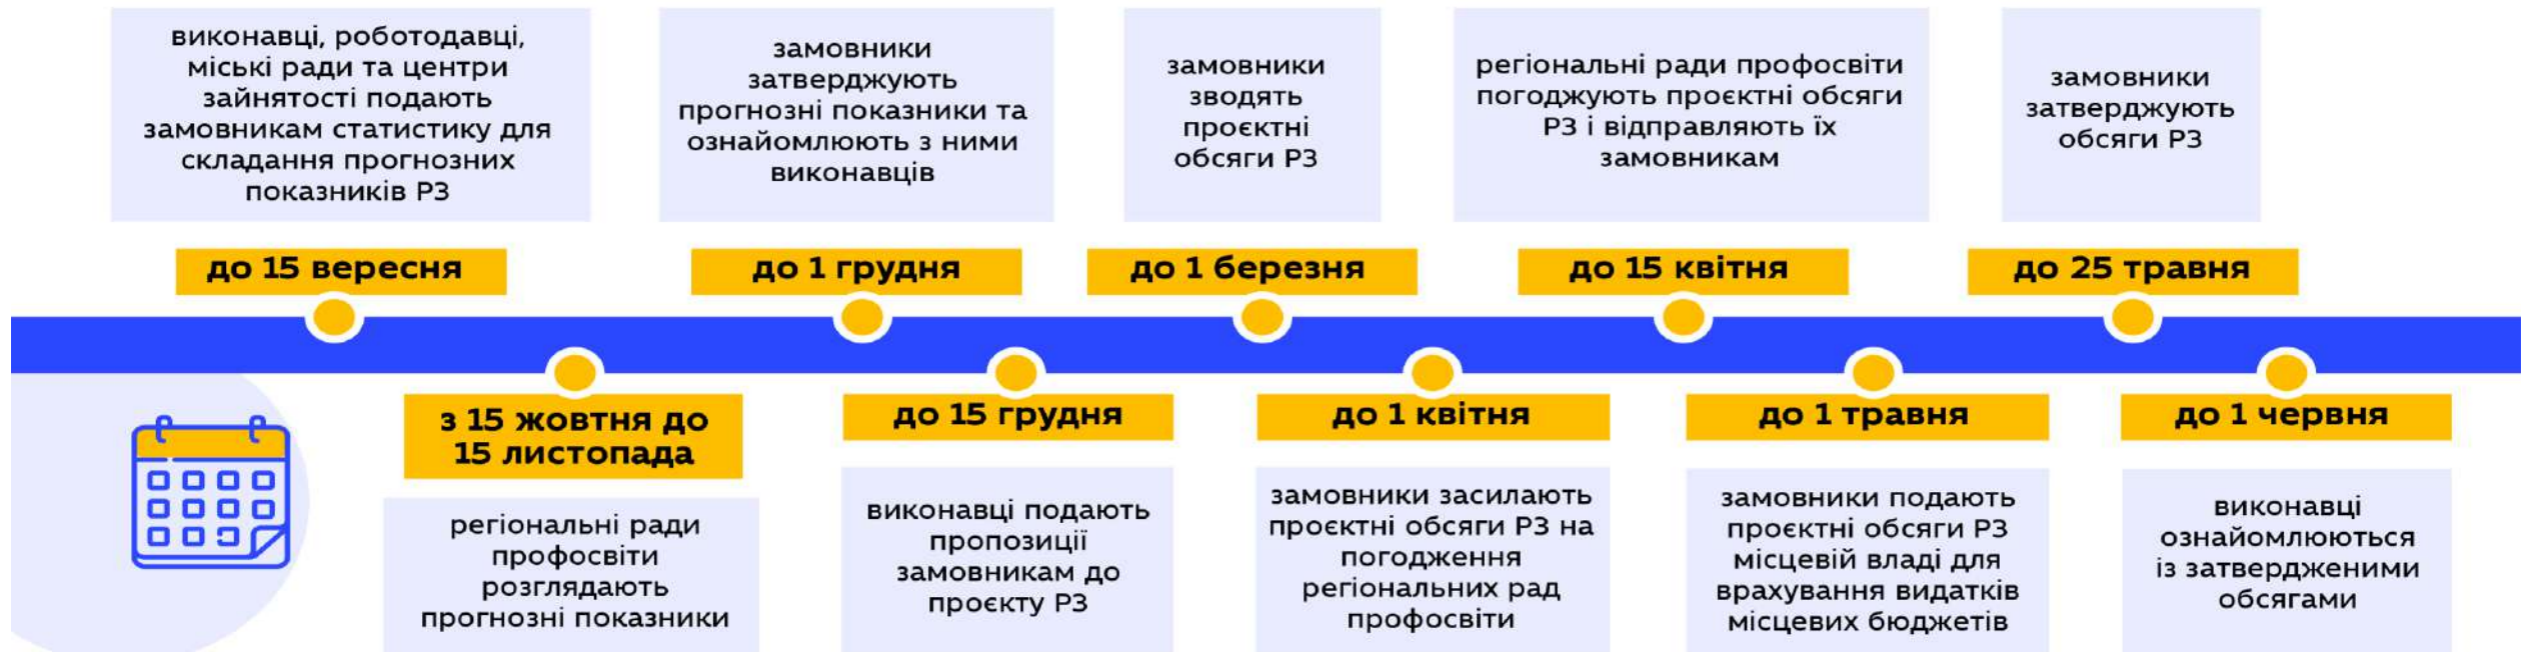 виконавці, роботодавці,
міські ради та центри
зайнятості подають
замовникам статистику для
складання прогнозних
показників РЗ
до 15 вересня
з 15 жовтня до
15 листопада
регіональні ради
профосвіти
розглядають
прогнозні показники
замовники
затверджують
прогнозні показники та
ознайомлюють з ними
виконавців
до 1 грудня
до 15 грудня
виконавці подають
пропозиції
замовникам до
проєкту РЗ
замовники
зводять
проєктні
обсяги РЗ
до 1 березня
до 1 квітня
замовники засилають
проєктні обсяги РЗ на
погодження
регіональних рад
профосвіти
регіональні ради профосвіти
погоджують проєктні обсяги
РЗ і відправляють їх
замовникам
до 15 квітня
до 1 травня
замовники подають
проєктні обсяги РЗ
місцевій владі для
врахування видатків
місцевих бюджетів
замовники
затверджують
обсяги РЗ
до 25 травня
до 1 червня
виконавці
ознайомлюються
із затвердженими
обсягами